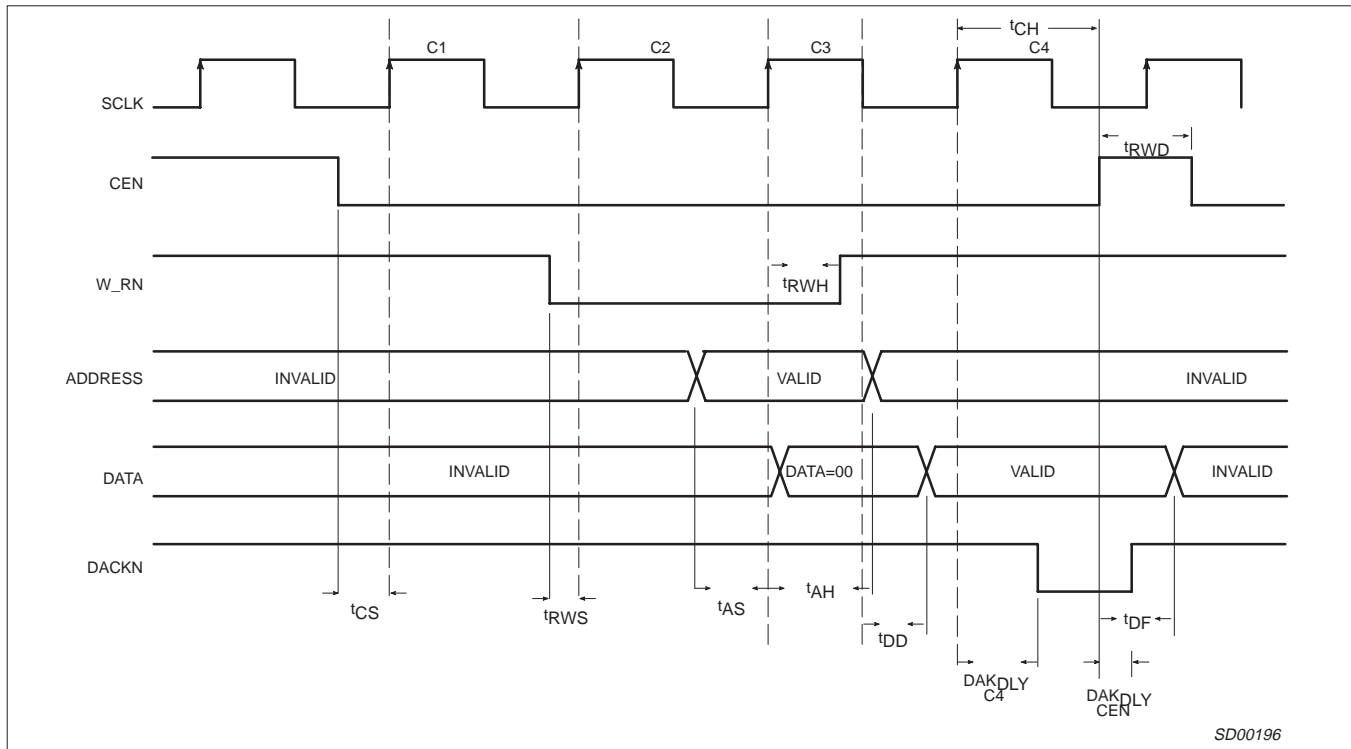 tCH
C1 C2 C3 C4
SCLK
tRWD
CEN
W_RN
tRWH
ADDRESS INVALID VALID INVALID
DATA INVALID DATA=00 VALID INVALID
DACKN
tCS tRWS tAS tAH tDD tDF
DAKDLY
C4
DAKDLY
CEN
SD00196